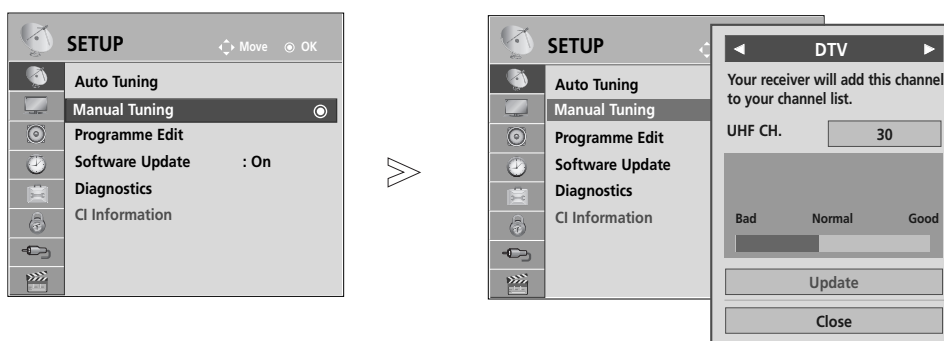 SETUP
Move OK
Auto Tuning
Manual Tuning
Programme Edit
Software Update : On
Diagnostics
CI Information
SETUP
Auto Tuning
Manual Tuning
Programme Edit
Software Update
Diagnostics
CI Information
DTV
Your receiver will add this channel
to your channel list.
UHF CH. 30
Bad Normal Good
Update
Close